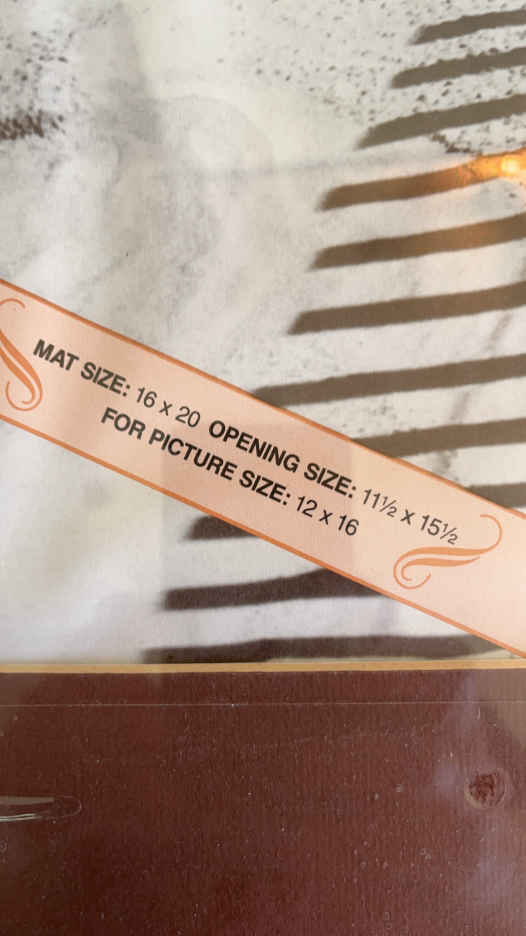 MAT SIZE: 16 x 20 OPENING SIZE: 11½ x 15½
FOR PICTURE SIZE: 12 x 16